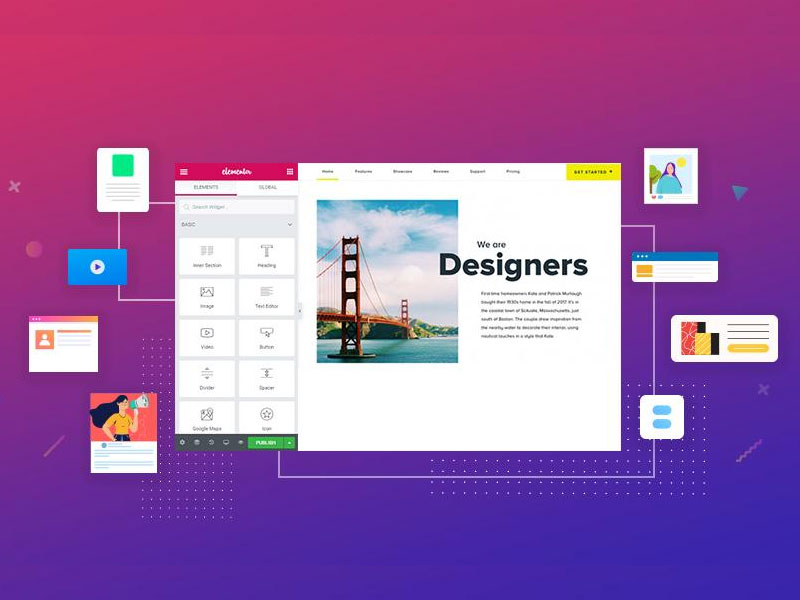 elementor
ELEMENTS GLOBAL
Search Widget...
BASIC
Inner Section Heading
Image Text Editor
Video Button
Divider Spacer
Google Maps Icon
PUBLISH
Home Features Showcase Reviews Support Pricing GET STARTED
We are
Designers
First time homeowners Kate and Patrick Murtaugh
bought their 1930s home in the fall of 2017. It's in
the coastal town of Scituate, Massachusetts, just
south of Boston. The couple drew inspiration from
the nearby water to decorate their interior, using
nautical touches in a style that Kate